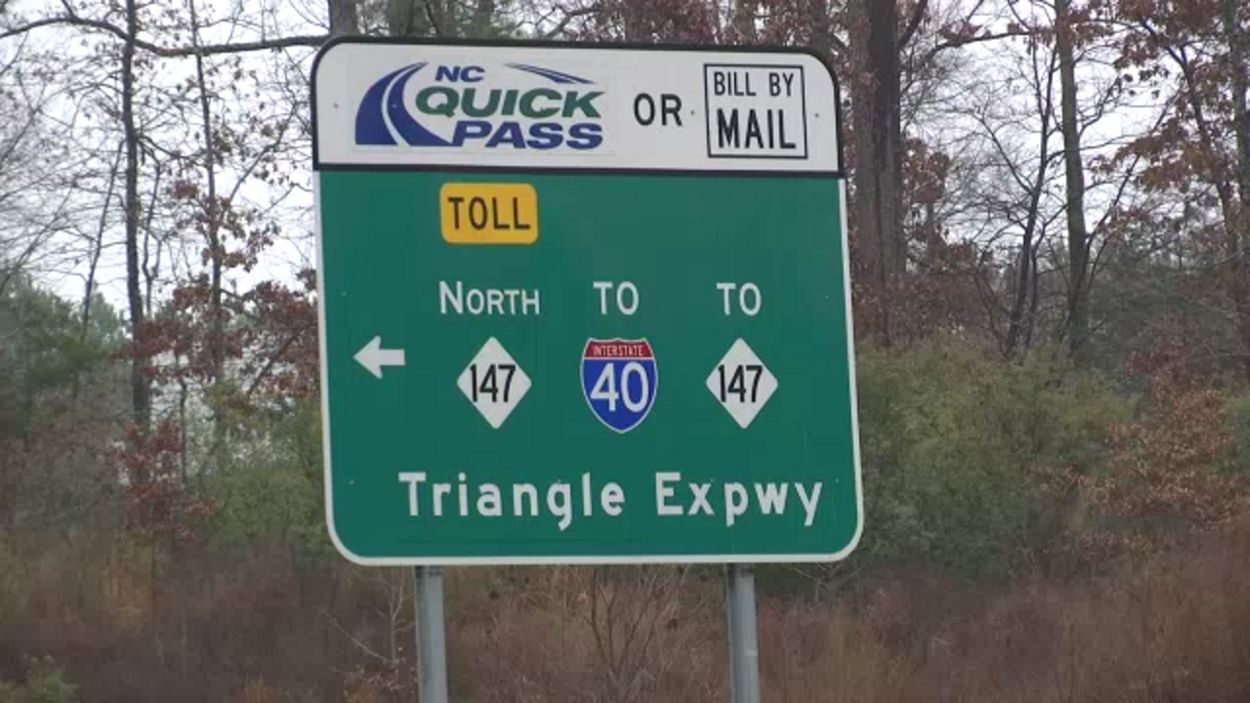 NC
QUICK
PASS
OR
BILL BY
MAIL
TOLL
NORTH TO TO
147 INTERSTATE 40 147
Triangle Expwy